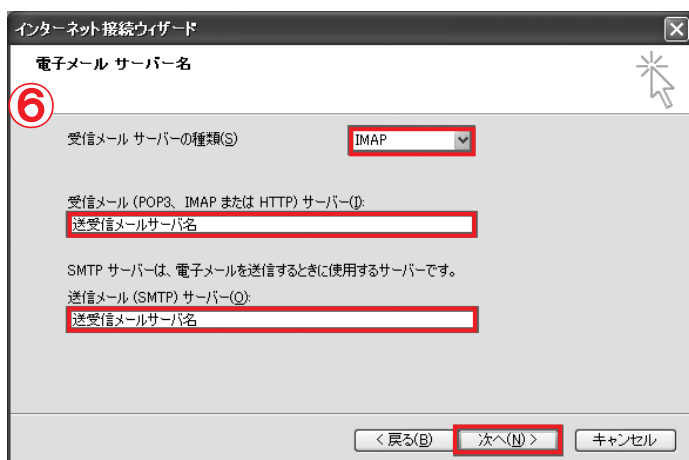 インターネット接続ウィザード
電子メール サーバー名
⑥
受信メール サーバーの種類(S) IMAP
受信メール (POP3、IMAP または HTTP) サーバー(I):
送受信メールサーバ名
SMTP サーバーは、電子メールを送信するときに使用するサーバーです。
送信メール (SMTP) サーバー(O):
送受信メールサーバ名
< 戻る(B) 次へ(N) > キャンセル